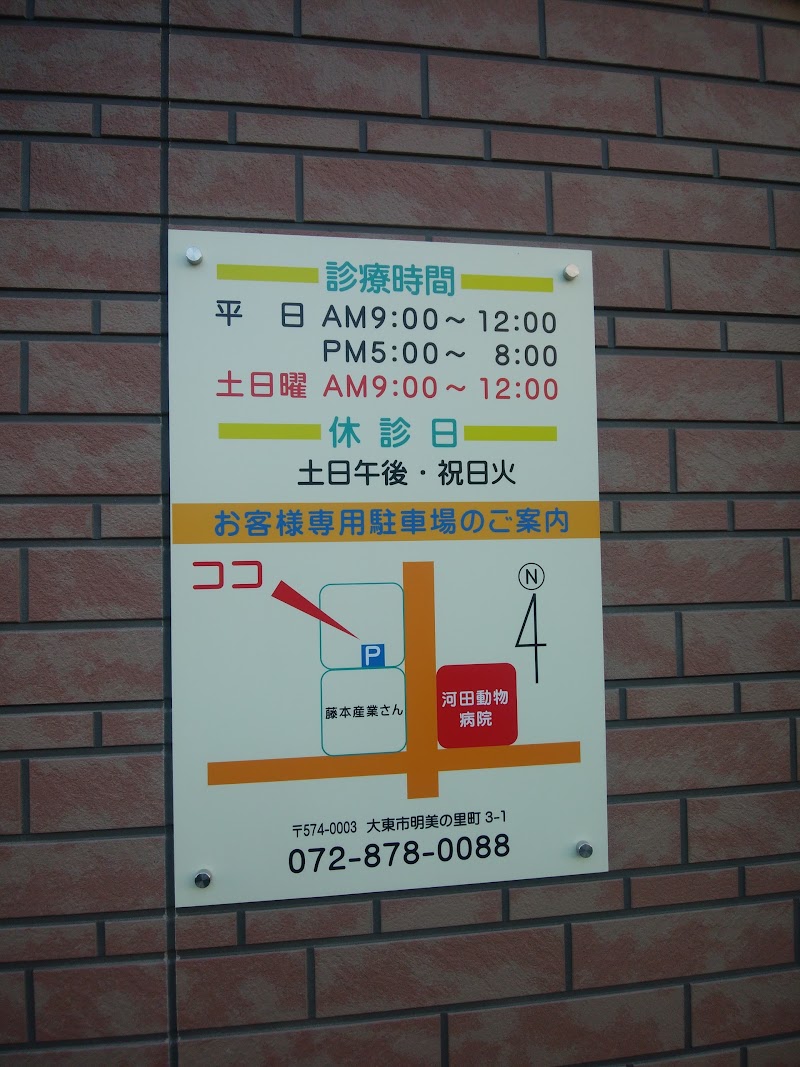 診療時間
平　日 AM9:00〜 12:00
PM5:00〜 8:00
土日曜 AM9:00〜 12:00
休 診 日
土日午後・祝日火
お客様専用駐車場のご案内
ココ
N
P
藤本産業さん
河田動物
病院
〒574-0003 大東市明美の里町 3-1
072-878-0088